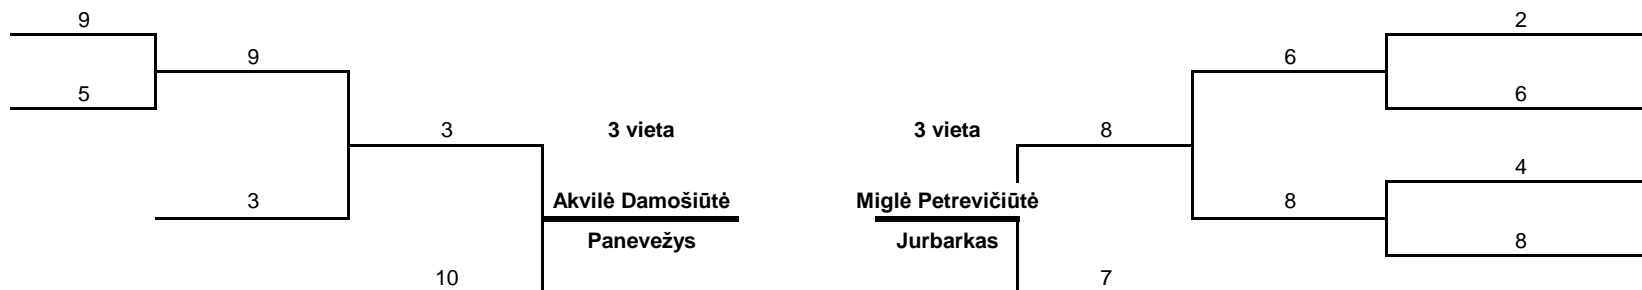 9 2
9 6
5 6
3 3 vieta 3 vieta 8
4
3 Akvilė Damošiūtė Miglė Petrevičiūtė 8
Panevežys Jurbarkas 8
10 7